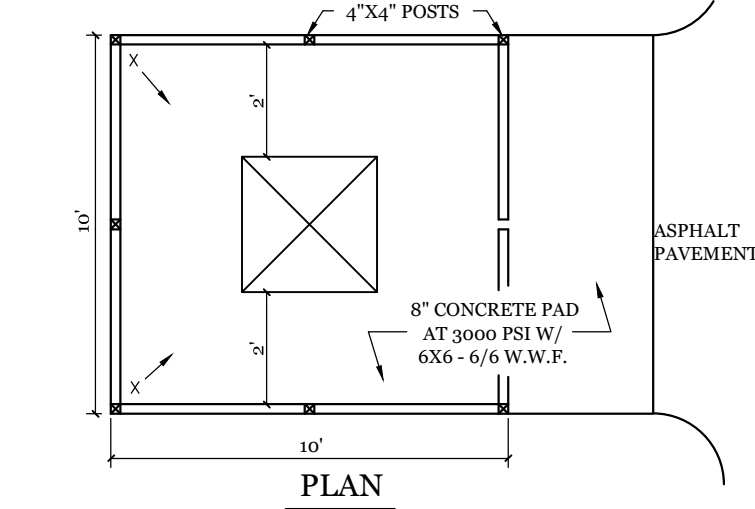 4"X4" POSTS
X
2'
10'
ASPHALT
PAVEMENT
8" CONCRETE PAD
AT 3000 PSI W/
6X6 - 6/6 W.W.F.
2'
X
10'
PLAN